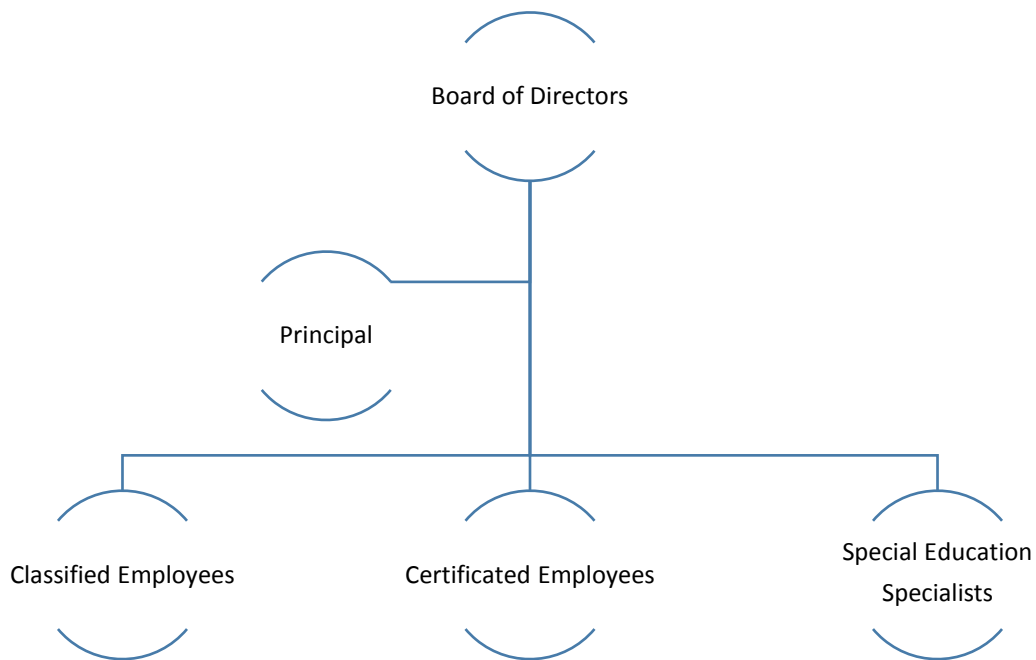 Board of Directors
Principal
Classified Employees
Certificated Employees
Special Education
Specialists